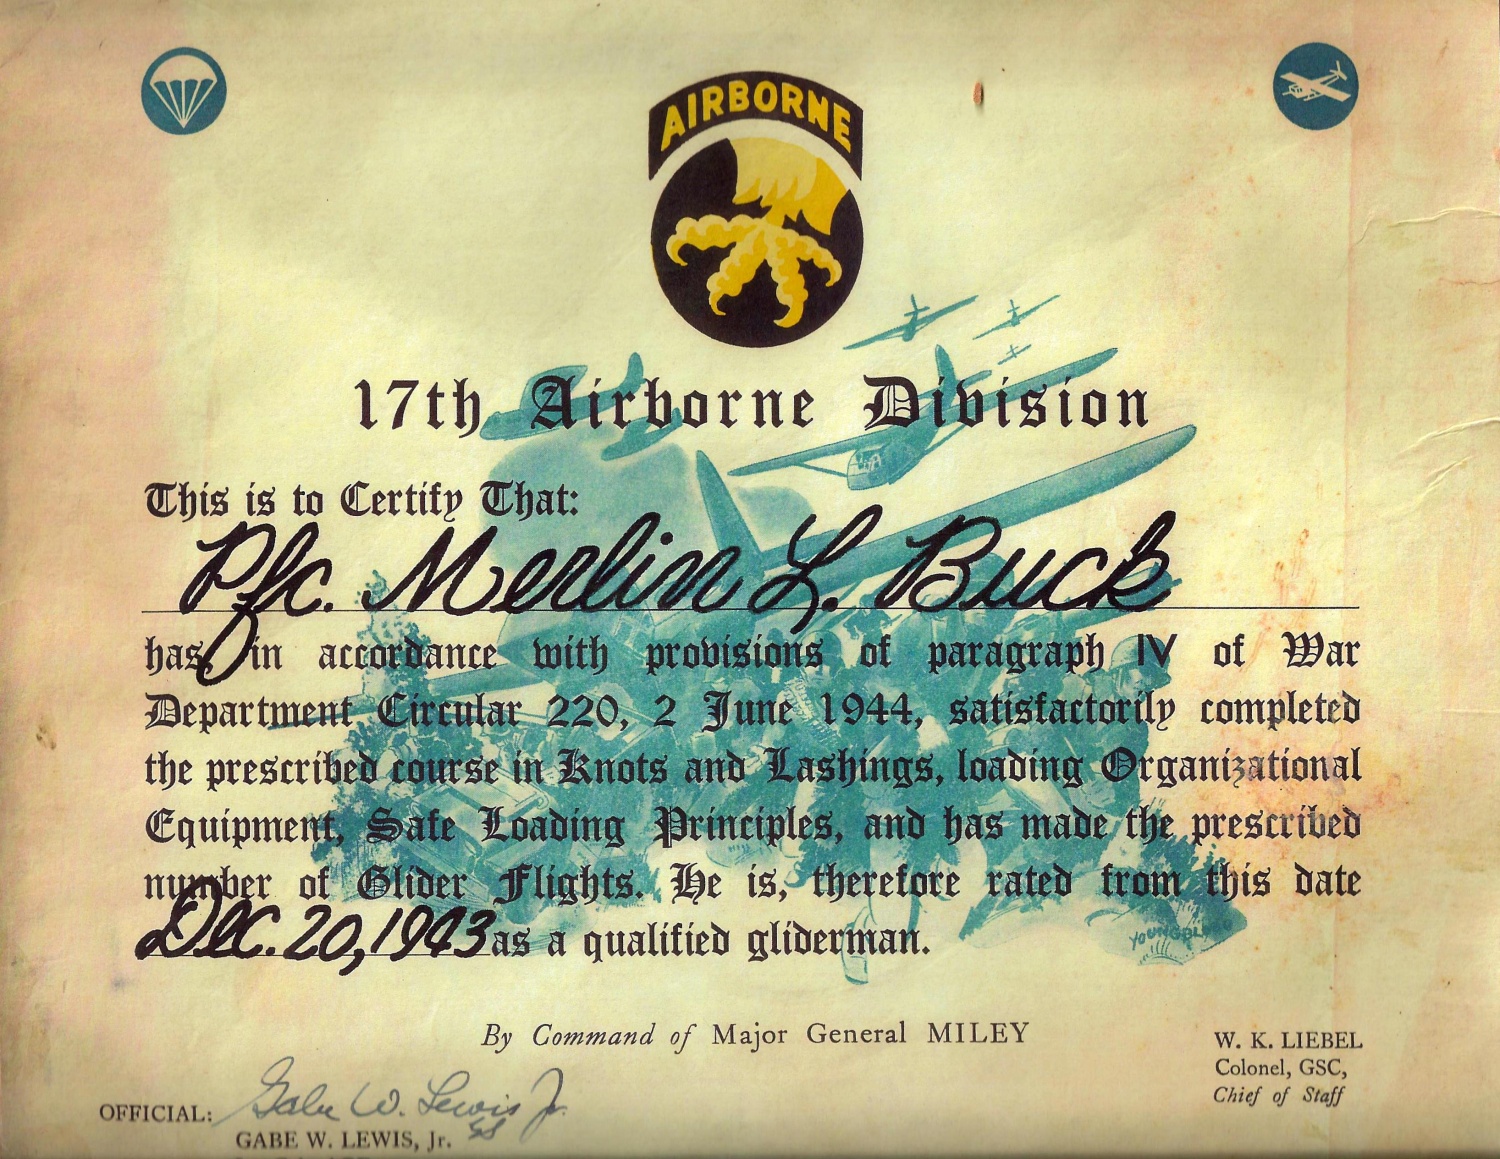 AIRBORNE
17th Airborne Division
This is to Certify That:
Pfc. Merlin L. Buck
has, in accordance with provisions of paragraph IV of War
Department Circular 220, 2 June 1944, satisfactorily completed
the prescribed course in Knots and Lashings, loading Organizational
Equipment, Safe Loading Principles, and has made the prescribed
number of Glider Flights. He is, therefore rated from this date
Dec. 20, 1943 as a qualified gliderman.
By Command of Major General MILEY
W. K. LIEBEL
Colonel, GSC,
Chief of Staff
OFFICIAL: Gabe W. Lewis Jr.
GABE W. LEWIS, Jr.